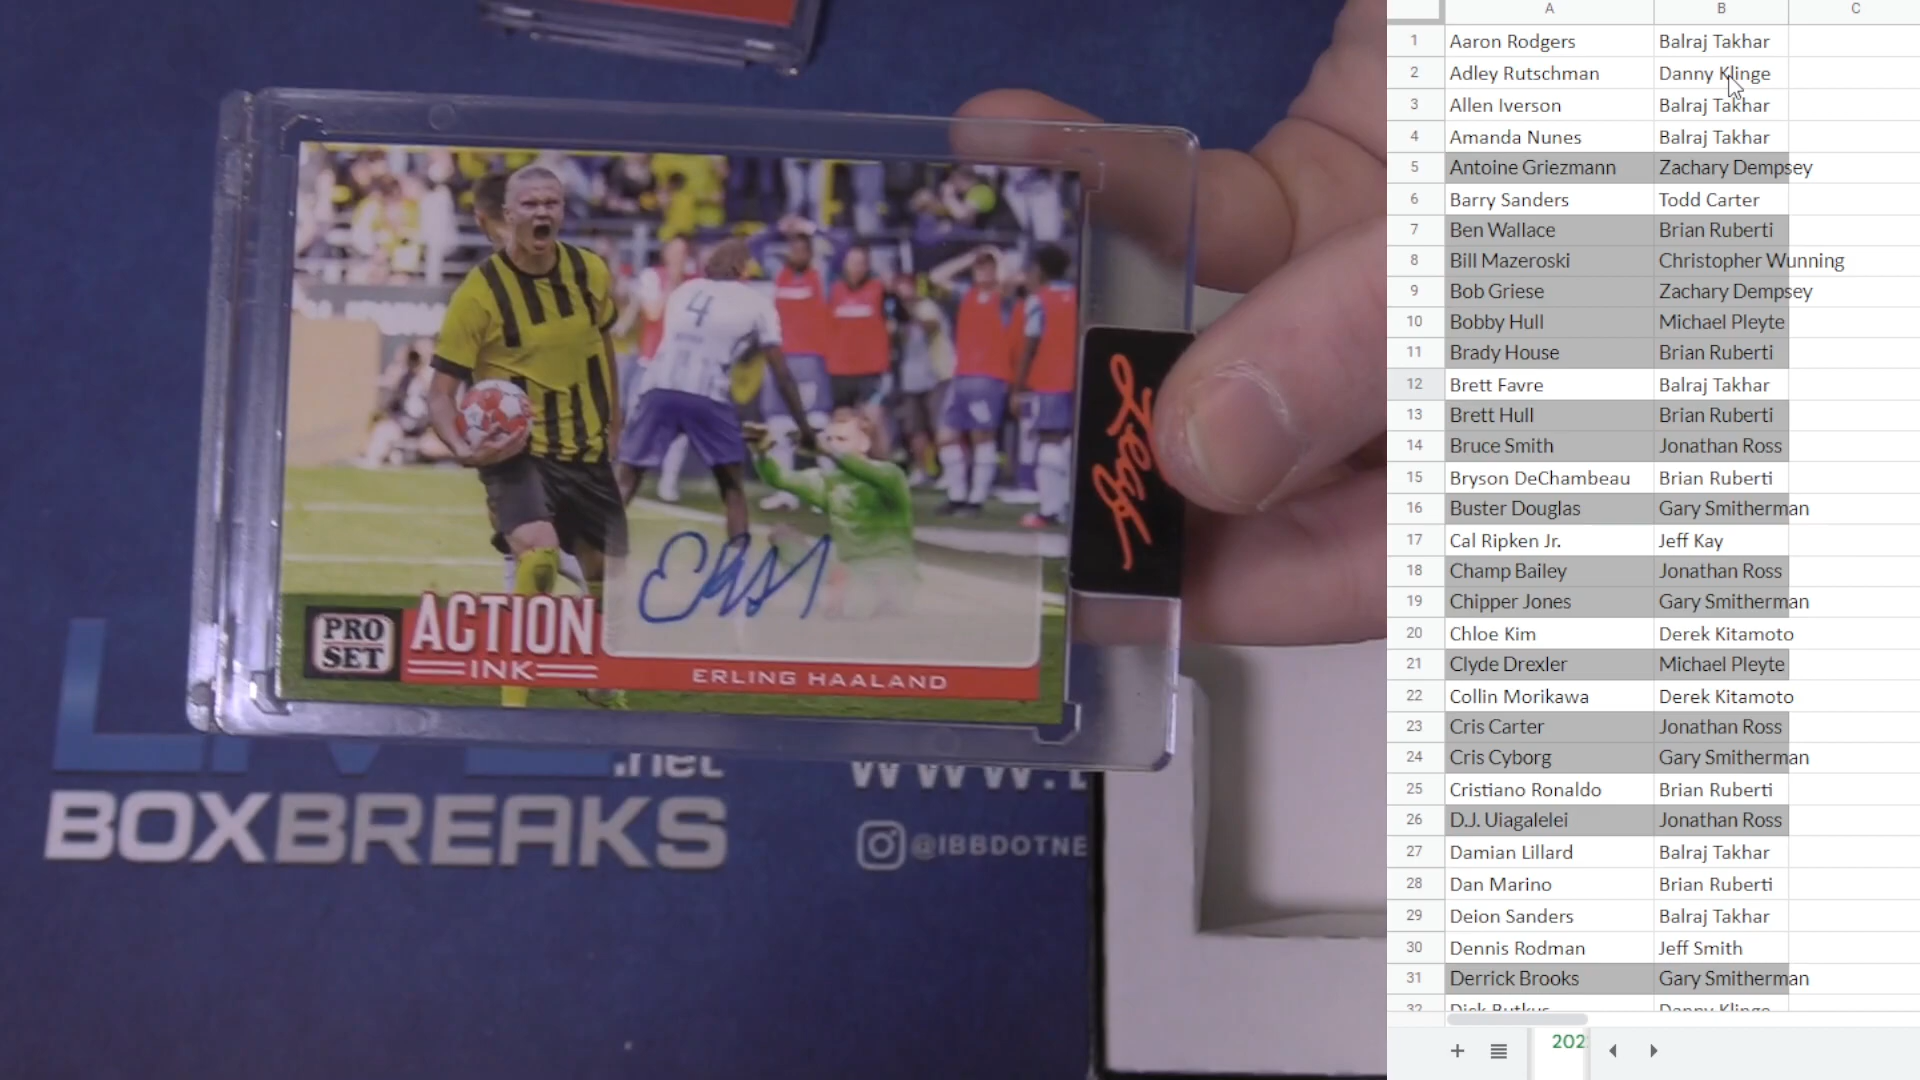 4
Leaf
PRO
SET
ACTION
INK
ERLING HAALAND
.net
BOXBREAKS
@IBBDOTNE
A B C
1 Aaron Rodgers Balraj Takhar
2 Adley Rutschman Danny Klinge
3 Allen Iverson Balraj Takhar
4 Amanda Nunes Balraj Takhar
5 Antoine Griezmann Zachary Dempsey
6 Barry Sanders Todd Carter
7 Ben Wallace Brian Ruberti
8 Bill Mazeroski Christopher Wunning
9 Bob Griese Zachary Dempsey
10 Bobby Hull Michael Pleyte
11 Brady House Brian Ruberti
12 Brett Favre Balraj Takhar
13 Brett Hull Brian Ruberti
14 Bruce Smith Jonathan Ross
15 Bryson DeChambeau Brian Ruberti
16 Buster Douglas Gary Smitherman
17 Cal Ripken Jr. Jeff Kay
18 Champ Bailey Jonathan Ross
19 Chipper Jones Gary Smitherman
20 Chloe Kim Derek Kitamoto
21 Clyde Drexler Michael Pleyte
22 Collin Morikawa Derek Kitamoto
23 Cris Carter Jonathan Ross
24 Cris Cyborg Gary Smitherman
25 Cristiano Ronaldo Brian Ruberti
26 D.J. Uiagalelei Jonathan Ross
27 Damian Lillard Balraj Takhar
28 Dan Marino Brian Ruberti
29 Deion Sanders Balraj Takhar
30 Dennis Rodman Jeff Smith
31 Derrick Brooks Gary Smitherman
32 Dick Butkus Danny Klinge
202